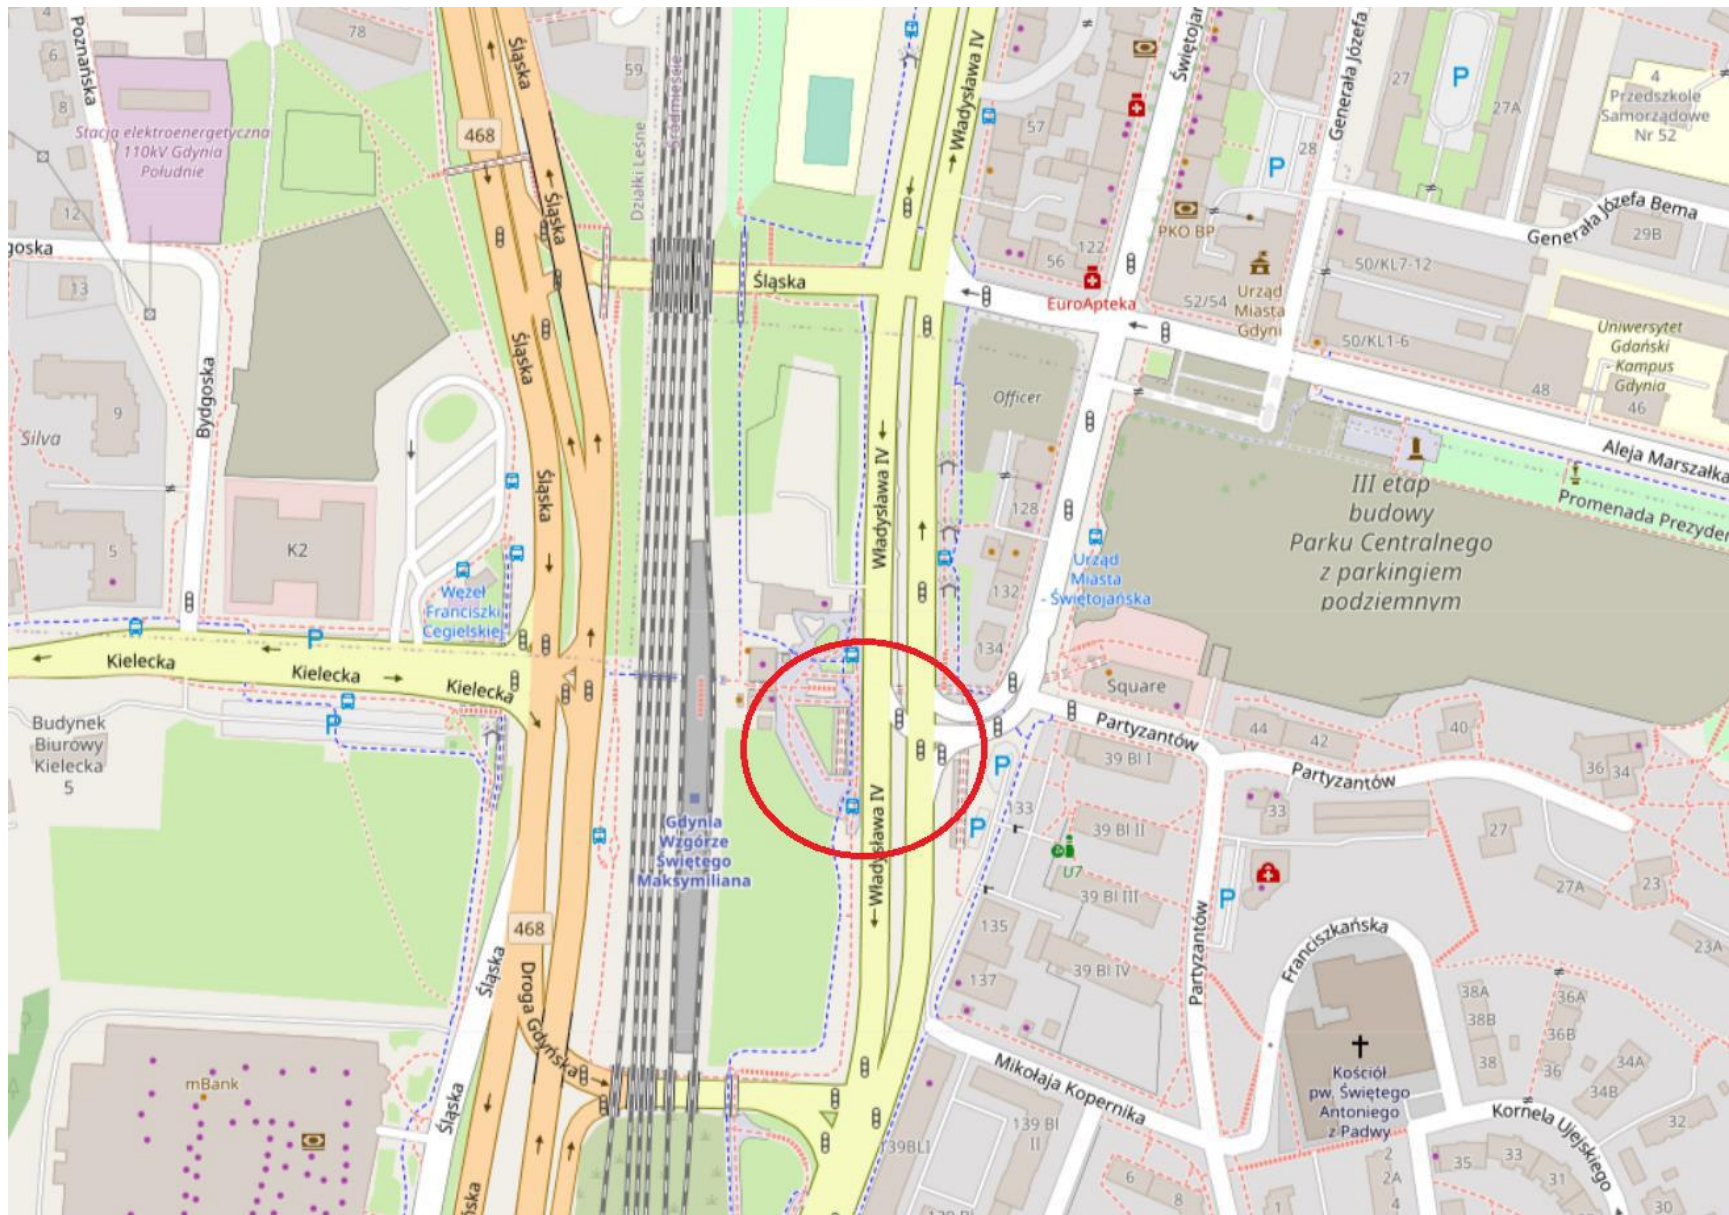 Poznańska
6
8
78
59
Stacja elektroenergetyczna
110kV Gdynia
Południe
12
13
468
Śląska
Śląska
Śląska
Działki Leśne
Śródmieście
Władysława IV
57
122
56
EuroApteka
PKO BP
52/54
Urząd
Miasta
Gdyni
28
27
27A
P
P
Generała Józefa
4
Przedszkole
Samorządowe
Nr 52
Generała Józefa Bema
29B
50/KL7-12
50/KL1-6
Uniwersytet
Gdański
- Kampus
Gdynia
48
46
Aleja Marszałka
Promenada Prezyden
Śląska
Śląska
Śląska
Bydgoska
9
Silva
5
K2
Officer
128
132
134
Władysława IV
Urząd
Miasta
- Świętojańska
III etap
budowy
Parku Centralnego
z parkingiem
podziemnym
Węzeł
Franciszki
Cegielskiej
P
Kielecka
Kielecka
Kielecka
P
Budynek
Biurowy
Kielecka
5
Square
Partyzantów
44
42
40
36
34
Partyzantów
39 Bl I
P
P
133
39 Bl II
33
27
27A
23
23A
U7
39 Bl III
P
Gdynia
Wzgórze
Świętego
Maksymiliana
Władysława IV
135
137
39 Bl IV
Partyzantów
Franciszkańska
468
Śląska
Droga Gdyńska
Śląska
mBank
Mikołaja Kopernika
139 Bl
II
139BLI
6
8
Kościół
pw. Świętego
Antoniego
z Padwy
38A
38B
38
36A
36B
36
34A
34B
32
Kornela Ujejskiego
2
2A
4
35
33
31
30
1